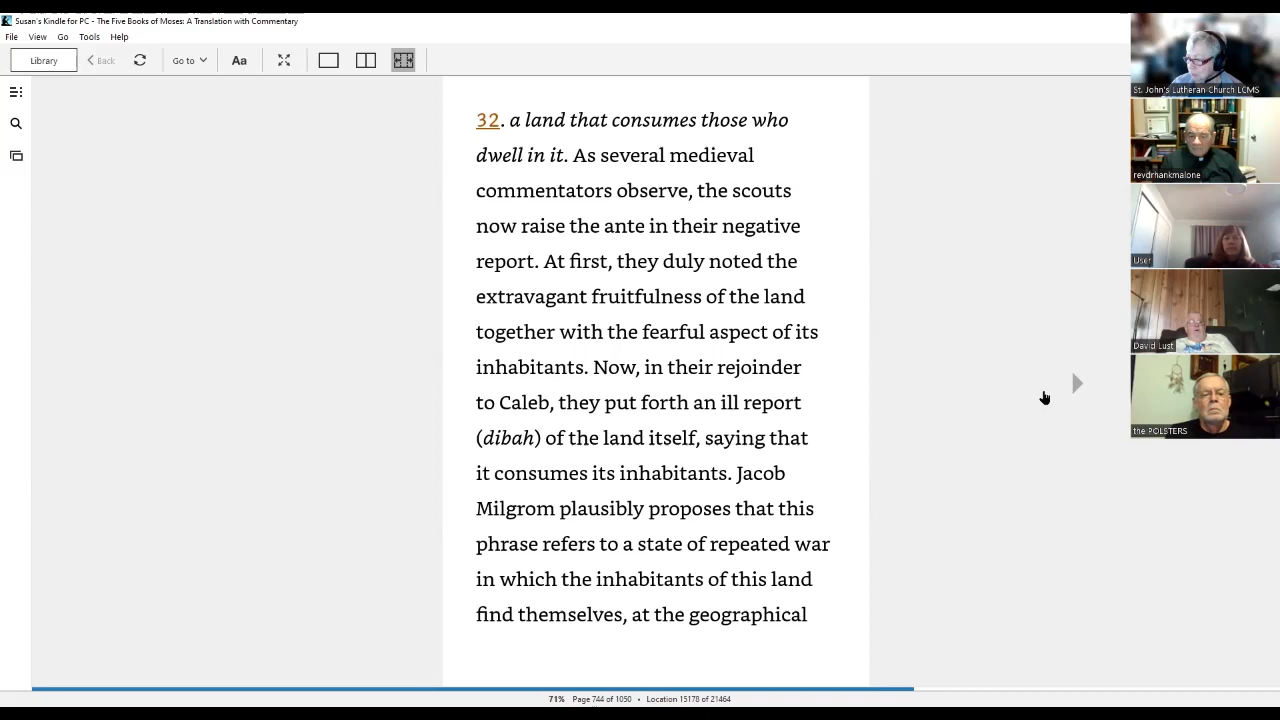 Susan's Kindle for PC - The Five Books of Moses: A Translation with Commentary
File View Go Tools Help
Library
Back
Go to
Aa
32. a land that consumes those who
dwell in it. As several medieval
commentators observe, the scouts
now raise the ante in their negative
report. At first, they duly noted the
extravagant fruitfulness of the land
together with the fearful aspect of its
inhabitants. Now, in their rejoinder
to Caleb, they put forth an ill report
(dibah) of the land itself, saying that
it consumes its inhabitants. Jacob
Milgrom plausibly proposes that this
phrase refers to a state of repeated war
in which the inhabitants of this land
find themselves, at the geographical
71% Page 744 of 1050 • Location 15178 of 21464
St. John's Lutheran Church LCMS
revdrhankmalone
User
David Lust
the POLSTERS